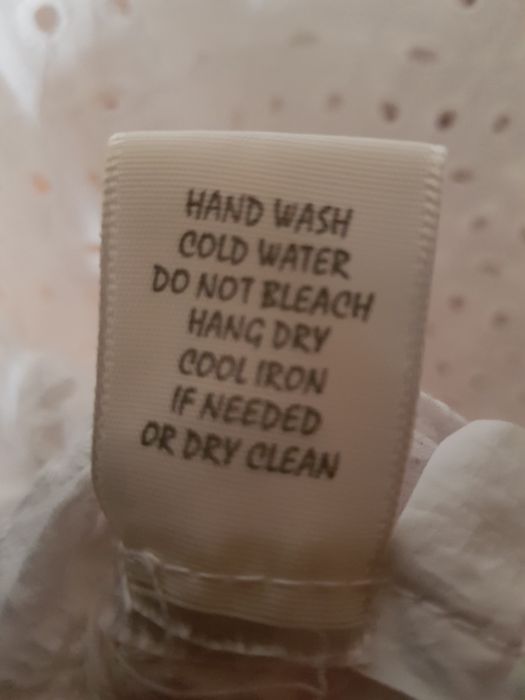 HAND WASH
COLD WATER
DO NOT BLEACH
HANG DRY
COOL IRON
IF NEEDED
OR DRY CLEAN